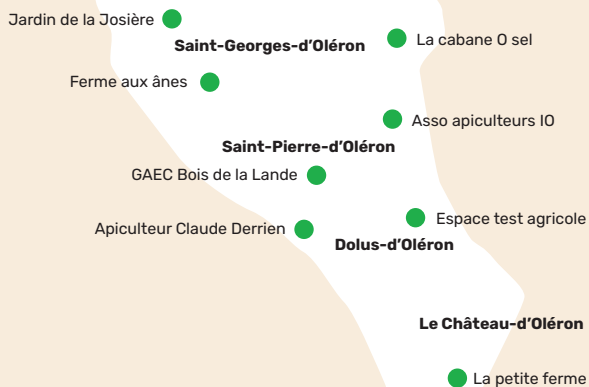 Jardin de la Josière
Saint-Georges-d’Oléron
La cabane O sel
Ferme aux ânes
Asso apiculteurs IO
Saint-Pierre-d’Oléron
GAEC Bois de la Lande
Espace test agricole
Apiculteur Claude Derrien
Dolus-d’Oléron
Le Château-d’Oléron
La petite ferme